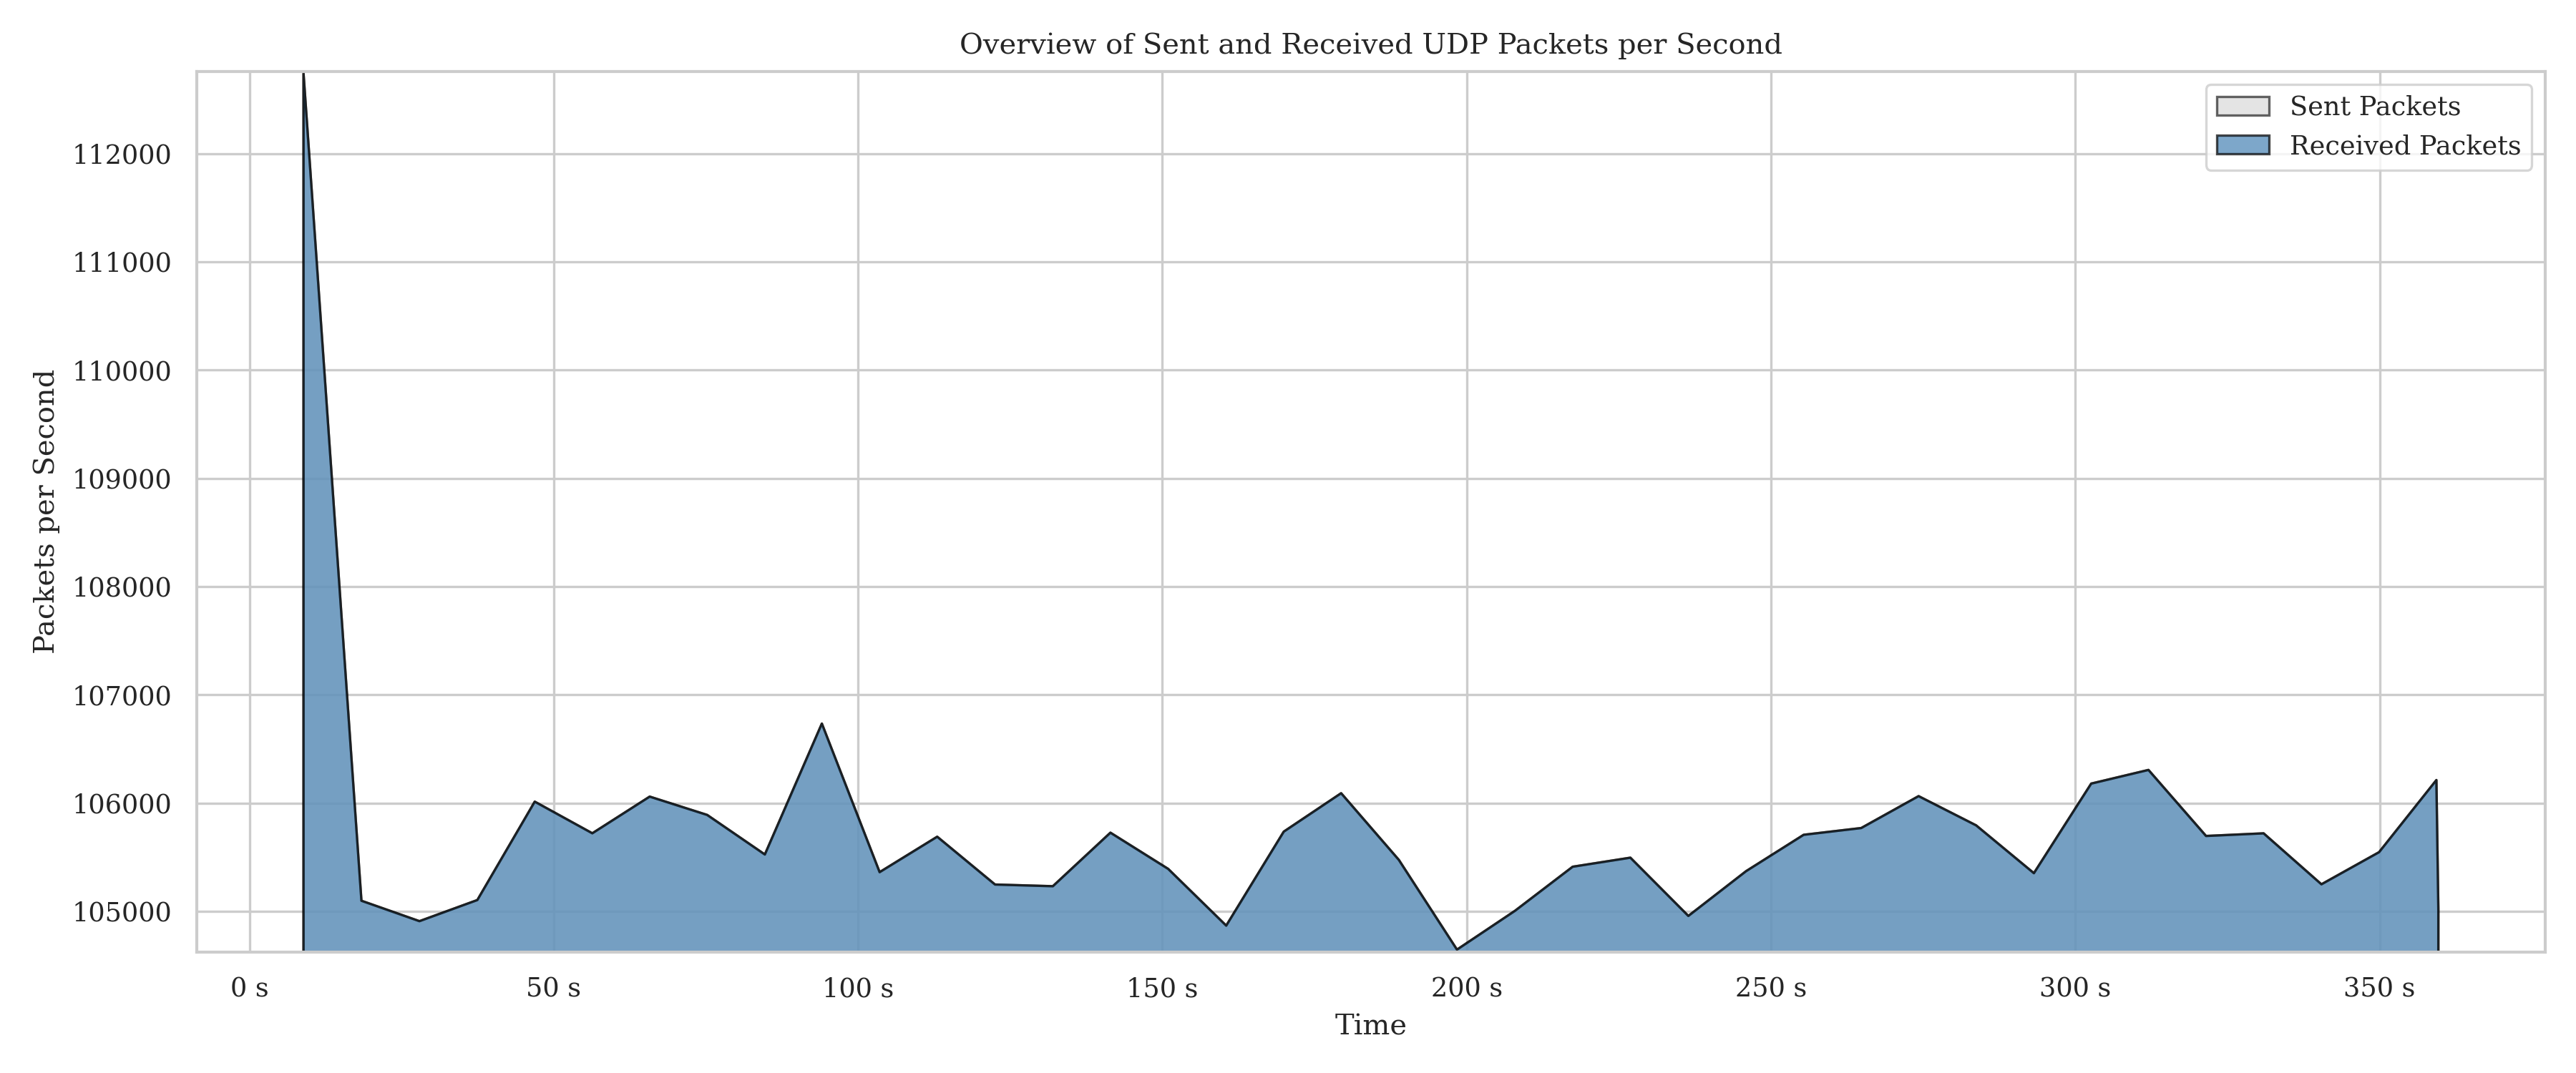 Overview of Sent and Received UDP Packets per Second
Sent Packets
Received Packets
Packets per Second
112000
111000
110000
109000
108000
107000
106000
105000
0 s
50 s
100 s
150 s
200 s
250 s
300 s
350 s
Time